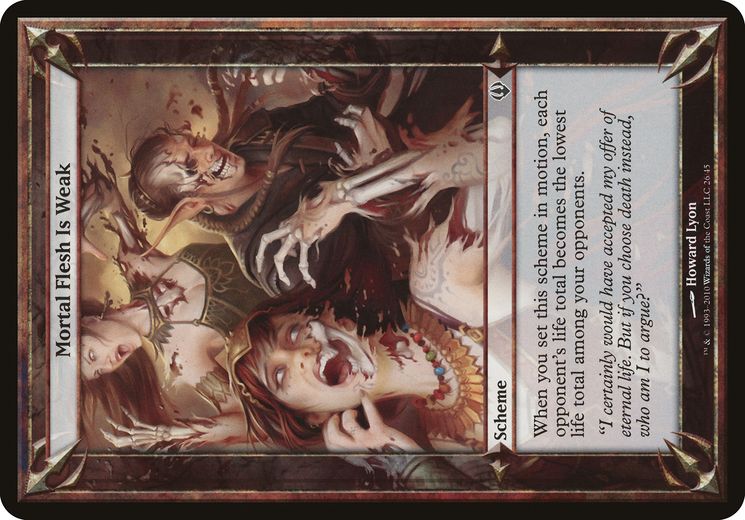 Mortal Flesh Is Weak
Scheme
When you set this scheme in motion, each
opponent's life total becomes the lowest
life total among your opponents.
"I certainly would have accepted my offer of
eternal life. But if you choose death instead,
who am I to argue?"
Howard Lyon
™ & © 1993–2010 Wizards of the Coast LLC 26/45